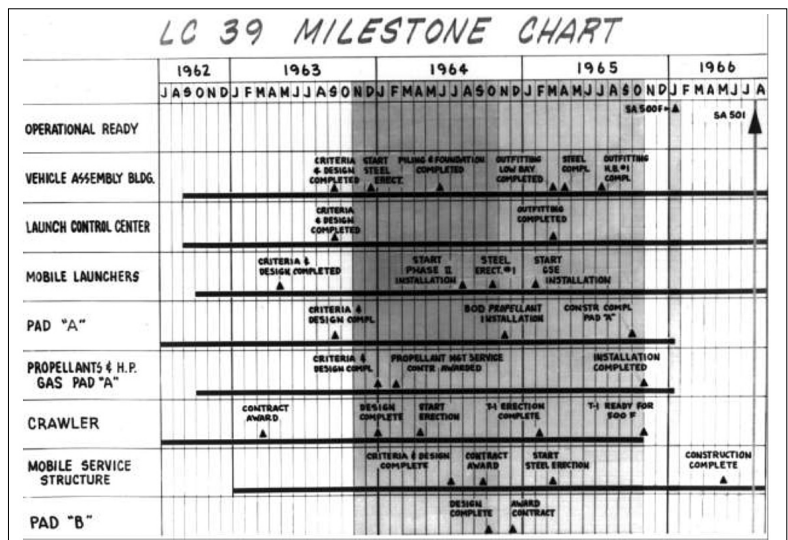 LC 39 MILESTONE CHART
1962 1963 1964 1965 1966
J A S O N D J F M A M J J A S O N D J F M A M J J A S O N D J F M A M J J A S O N D J F M A M J J A
OPERATIONAL READY
SA 500F
SA 501
VEHICLE ASSEMBLY BLDG.
CRITERIA
& DESIGN
COMPLETED
START
STEEL
ERECT.
PILING & FOUNDATION
COMPLETED
OUTFITTING
LOW BAY
COMPLETED
STEEL
COMPL
OUTFITTING
H.B. #1
COMPL
LAUNCH CONTROL CENTER
CRITERIA
& DESIGN
COMPLETED
OUTFITTING
COMPLETED
MOBILE LAUNCHERS
CRITERIA &
DESIGN COMPLETED
START
PHASE II
INSTALLATION
STEEL
ERECT. #1
START
GSE
INSTALLATION
PAD "A"
CRITERIA &
DESIGN COMPL
BOD PROPELLANT
INSTALLATION
CONSTR COMPL
PAD "A"
PROPELLANTS & H.P.
GAS PAD "A"
CRITERIA &
DESIGN COMPL
PROPELLANT MGT SERVICE
CONTR AWARDED
INSTALLATION
COMPLETED
CRAWLER
CONTRACT
AWARD
DESIGN
COMPLETE
START
ERECTION
T-1 ERECTION
COMPLETE
T-1 READY FOR
500 F
MOBILE SERVICE
STRUCTURE
CRITERIA & DESIGN
COMPLETE
CONTRACT
AWARD
START
STEEL ERECTION
CONSTRUCTION
COMPLETE
PAD "B"
DESIGN
COMPLETE
AWARD
CONTRACT